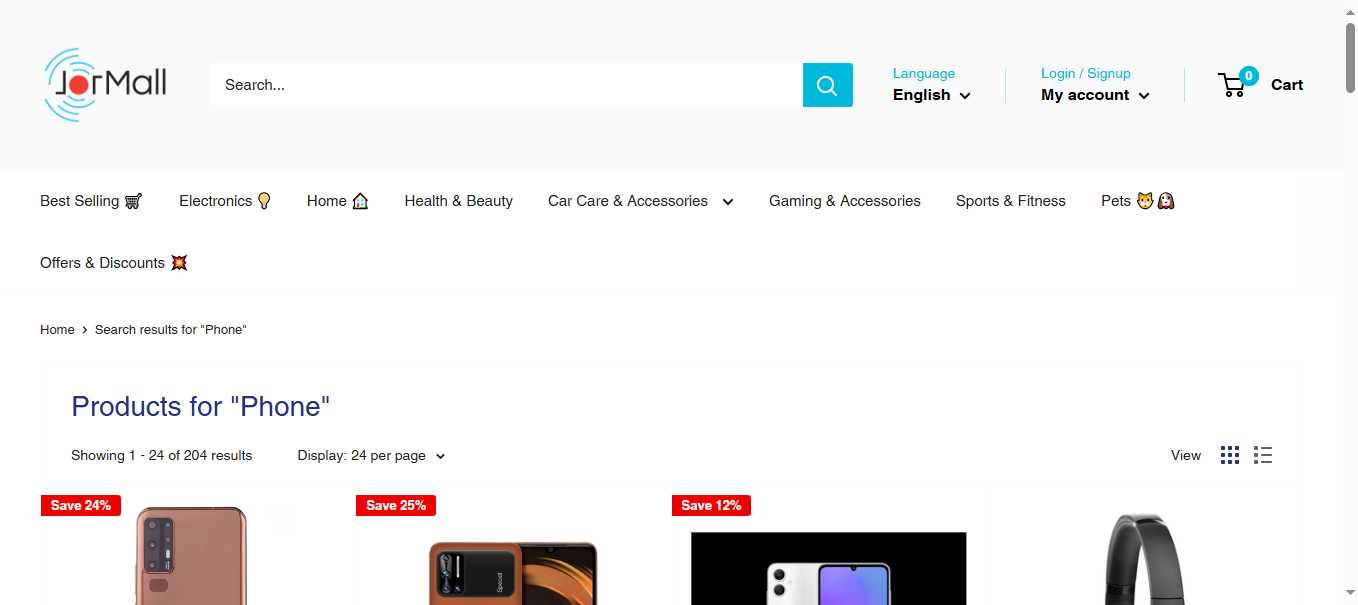 JorMall
Search...
Language
English
Login / Signup
My account
0
Cart
Best Selling 🛒
Electronics 💡
Home 🏠
Health & Beauty
Car Care & Accessories
Gaming & Accessories
Sports & Fitness
Pets 🐱🐶
Offers & Discounts 💥
Home > Search results for "Phone"
Products for "Phone"
Showing 1 - 24 of 204 results
Display: 24 per page
View
Save 24%
Save 25%
Save 12%